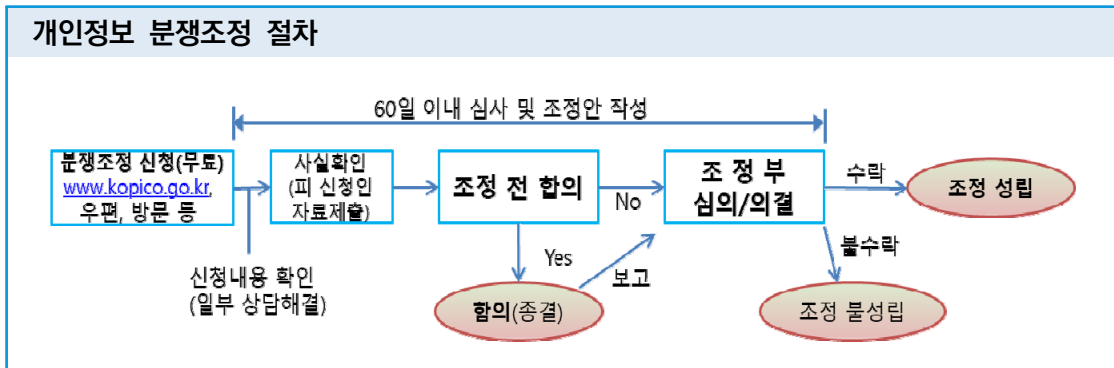 개인정보 분쟁조정 절차
60일 이내 심사 및 조정안 작성
분쟁조정 신청(무료)
www.kopico.go.kr,
우편, 방문 등
사실확인
(피 신청인
자료제출)
조정 전 합의
No
조 정 부
심의/의결
수락
조정 성립
불수락
조정 불성립
Yes
보고
합의(종결)
신청내용 확인
(일부 상담해결)